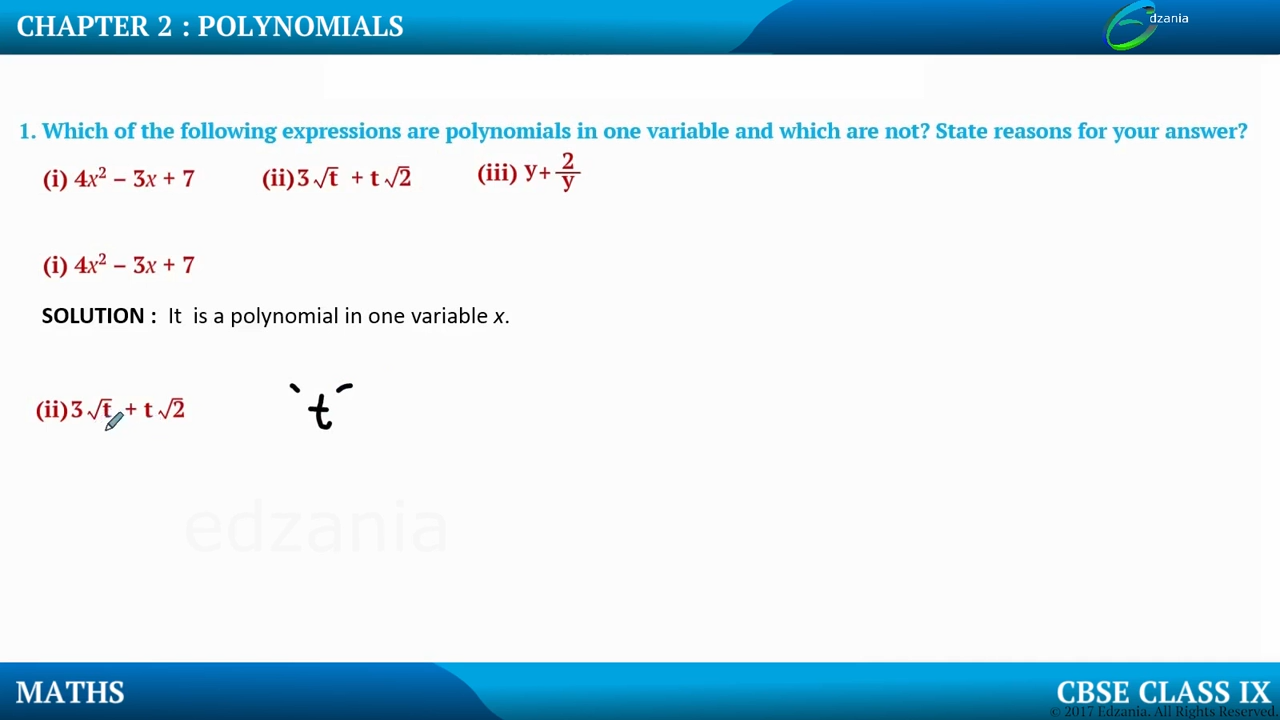 CHAPTER 2 : POLYNOMIALS
Edzania
1. Which of the following expressions are polynomials in one variable and which are not? State reasons for your answer?
(i) 4x² – 3x + 7 (ii) 3√t + t√2 (iii) y + 2/y
(i) 4x² – 3x + 7
SOLUTION : It is a polynomial in one variable x.
(ii) 3√t + t√2 ` t ´
edzania
MATHS
CBSE CLASS IX
© 2017 Edzania. All Rights Reserved.